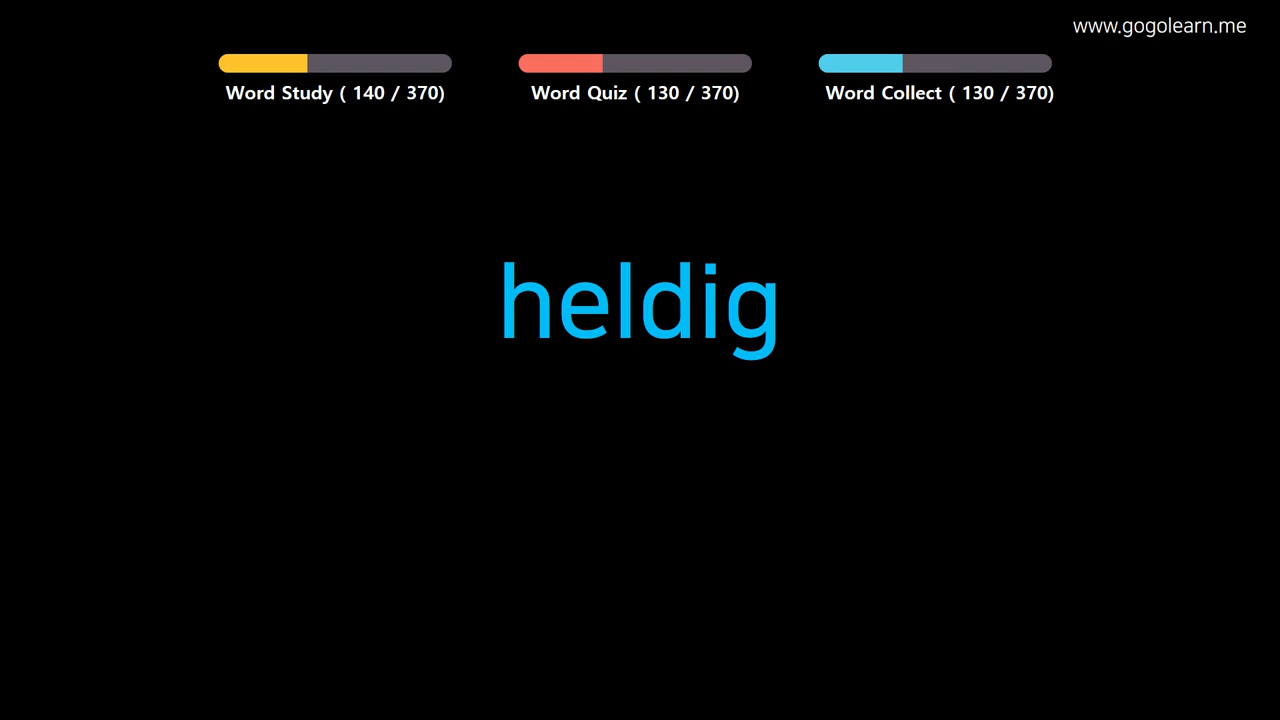 www.gogolearn.me
Word Study ( 140 / 370)
Word Quiz ( 130 / 370)
Word Collect ( 130 / 370)
heldig